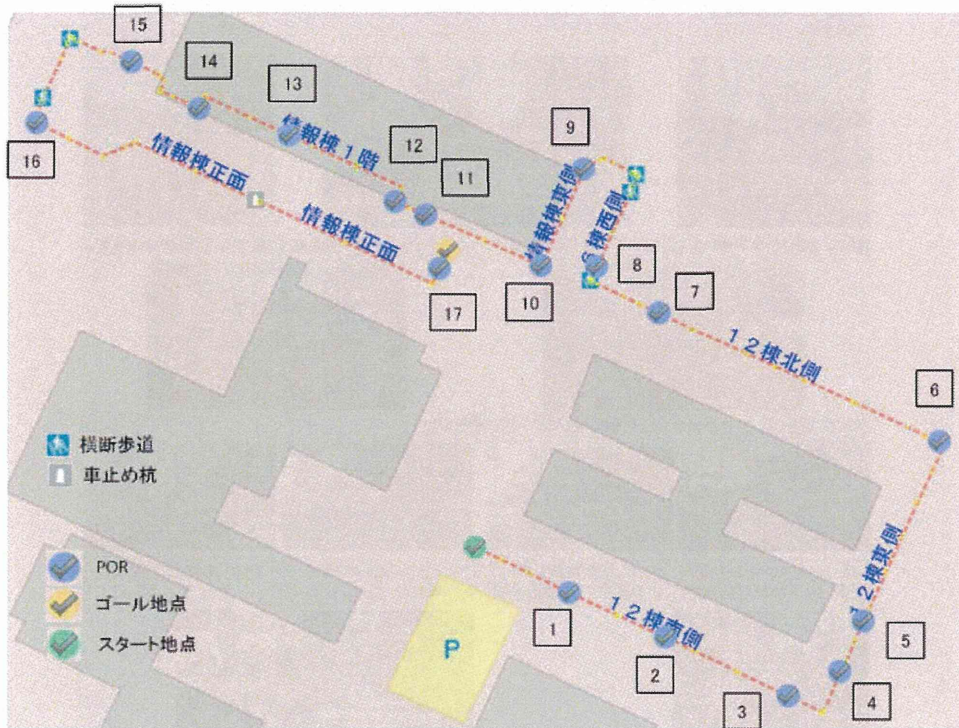 15
14
13
9
12
情報棟1階
11
情報棟東側
6棟西側
16
情報棟正面
情報棟正面
8
7
10
17
12棟北側
6
横断歩道
車止め杭
12棟東側
POR
ゴール地点
スタート地点
P
12棟南側
1
2
3
4
5